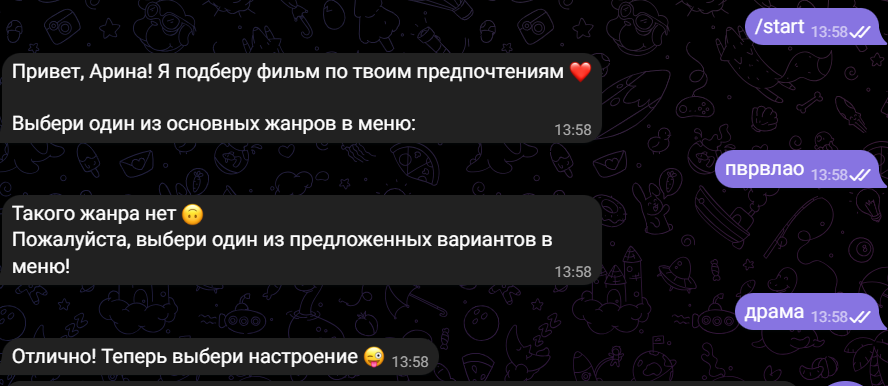 /start 13:58
Привет, Арина! Я подберу фильм по твоим предпочтениям ❤️
Выбери один из основных жанров в меню:
13:58
пврвлао 13:58
Такого жанра нет 🙃
Пожалуйста, выбери один из предложенных вариантов в
меню!
13:58
драма 13:58
Отлично! Теперь выбери настроение 😜 13:58